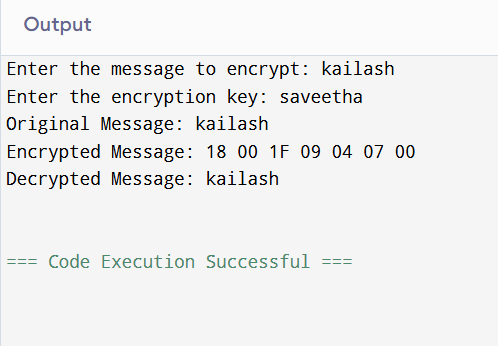 Output
Enter the message to encrypt: kailash
Enter the encryption key: saveetha
Original Message: kailash
Encrypted Message: 18 00 1F 09 04 07 00
Decrypted Message: kailash
=== Code Execution Successful ===